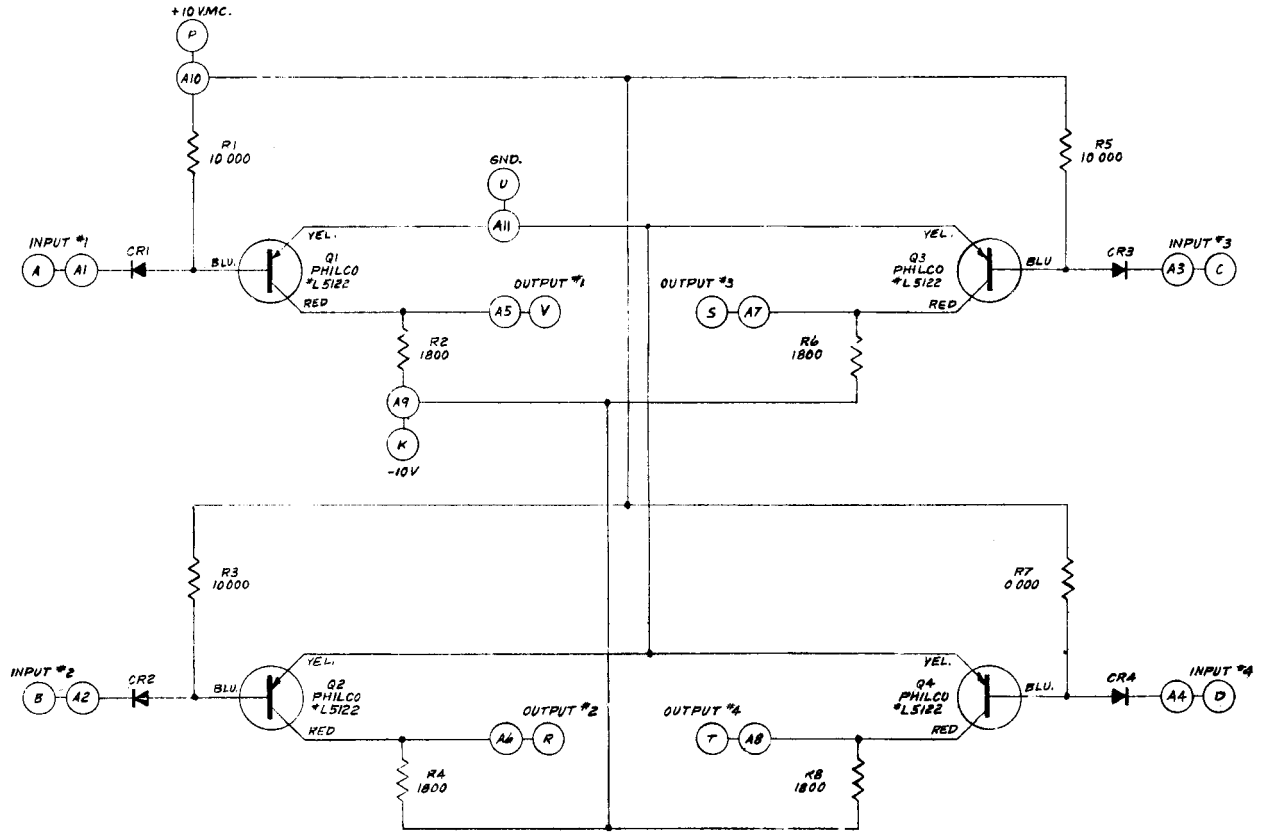 +10 V.MC.
P
A10
R1
10 000
R5
10 000
GND.
U
A11
INPUT #1
A
A1
CR1
BLU.
YEL.
Q1
PHILCO
#L5122
RED
OUTPUT #1
A5
V
R2
1800
A9
K
-10V
YEL.
Q3
PHILCO
#L5122
BLU
RED
CR3
INPUT #3
A3
C
OUTPUT #3
S
A7
R6
1800
R3
10000
R7
0 000
INPUT #2
B
A2
CR2
BLU.
YEL.
Q2
PHILCO
#L5122
RED
OUTPUT #2
A6
R
R4
1800
YEL.
Q4
PHILCO
#L5122
BLU.
RED
CR4
INPUT #4
A4
D
OUTPUT #4
T
A8
R8
1800